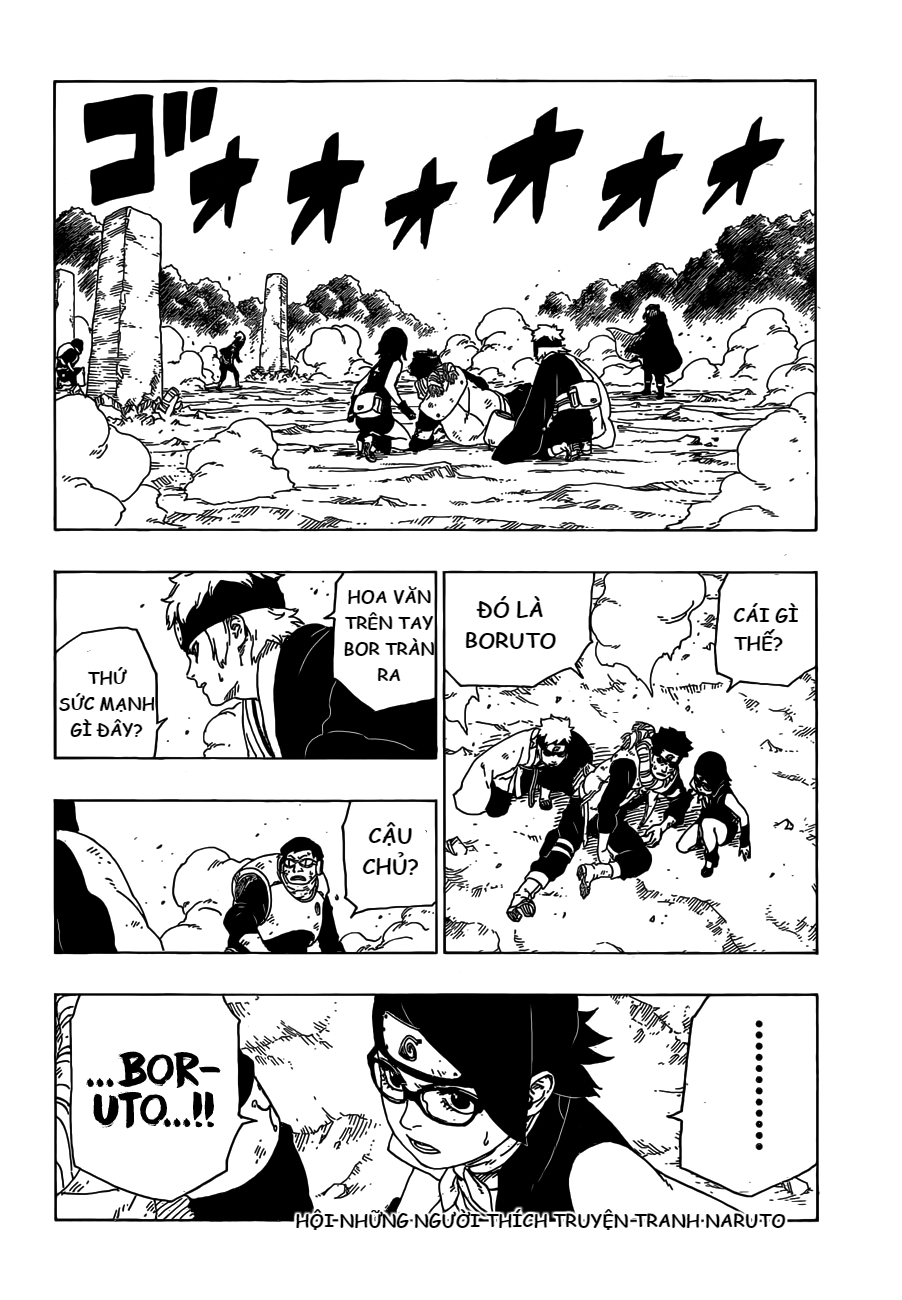 ゴオオオオオオ
CÁI GÌ
THẾ?
ĐÓ LÀ
BORUTO
HOA VĂN
TRÊN TAY
BOR TRÀN
RA
THỨ
SỨC MẠNH
GÌ ĐÂY?
CẬU
CHỦ?
.........
...BOR-
UTO...!!
HỘI NHỮNG NGƯỜI THÍCH TRUYỆN TRANH NARUTO